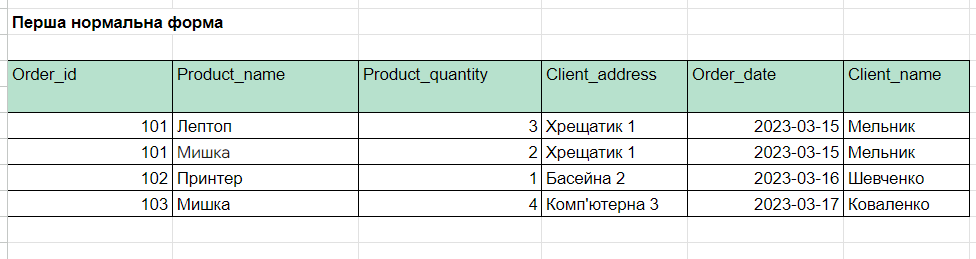 Перша нормальна форма
Order_id Product_name Product_quantity Client_address Order_date Client_name
101 Лептоп 3 Хрещатик 1 2023-03-15 Мельник
101 Мишка 2 Хрещатик 1 2023-03-15 Мельник
102 Принтер 1 Басейна 2 2023-03-16 Шевченко
103 Мишка 4 Комп'ютерна 3 2023-03-17 Коваленко